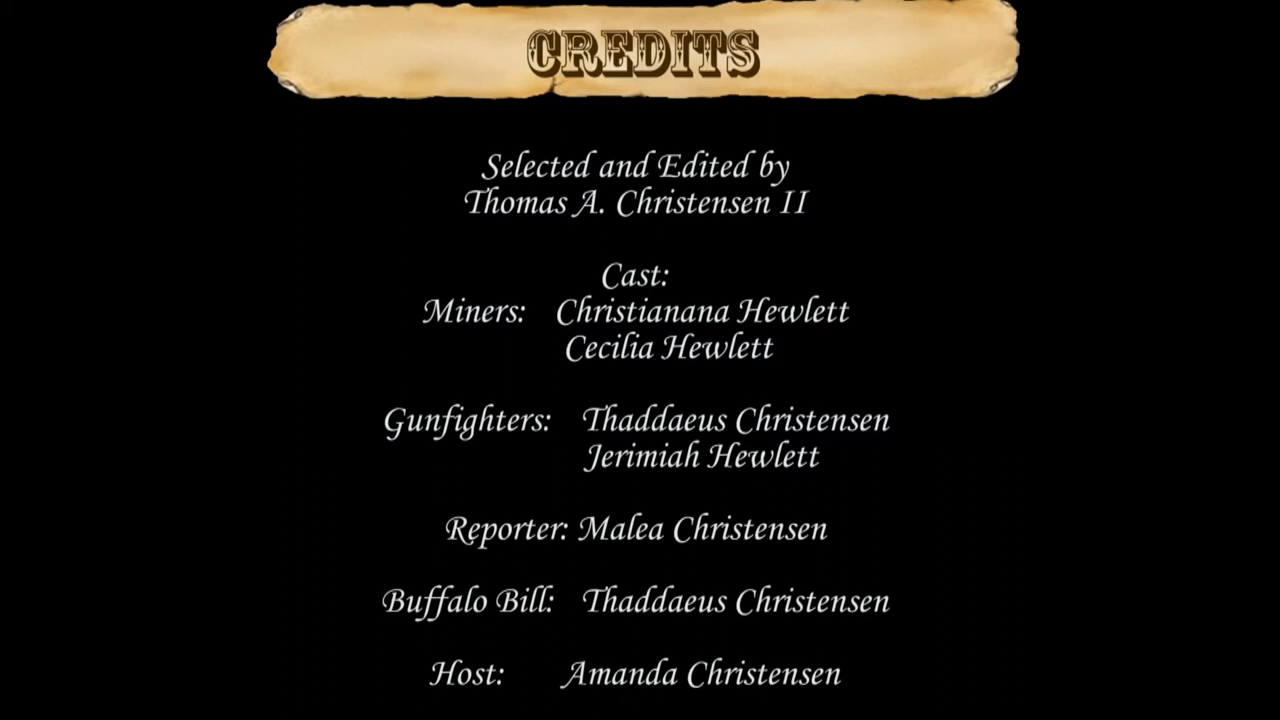 CREDITS
Selected and Edited by
Thomas A. Christensen II
Cast:
Miners: Christianana Hewlett
Cecilia Hewlett
Gunfighters: Thaddaeus Christensen
Jerimiah Hewlett
Reporter: Malea Christensen
Buffalo Bill: Thaddaeus Christensen
Host: Amanda Christensen